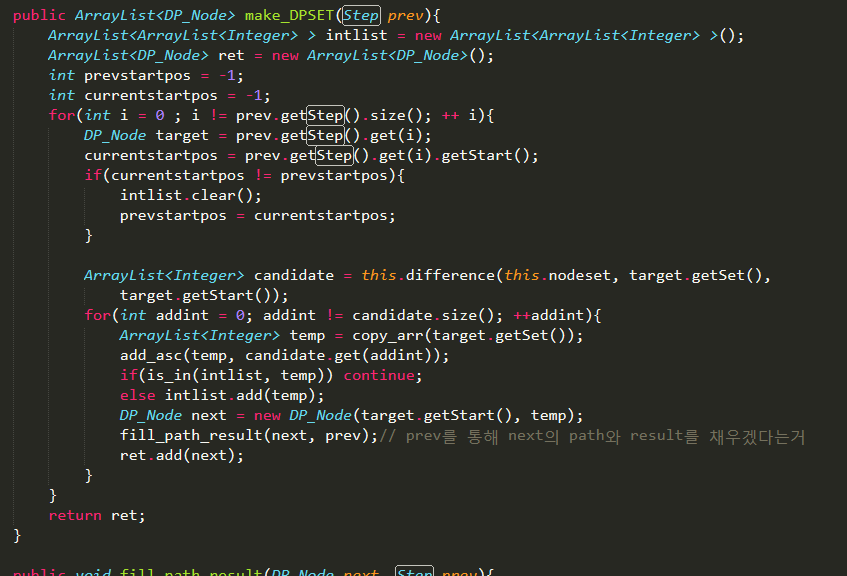 public ArrayList<DP_Node> make_DPSET(Step prev){
ArrayList<ArrayList<Integer> > intlist = new ArrayList<ArrayList<Integer> >();
ArrayList<DP_Node> ret = new ArrayList<DP_Node>();
int prevstartpos = -1;
int currentstartpos = -1;
for(int i = 0 ; i != prev.getStep().size(); ++ i){
DP_Node target = prev.getStep().get(i);
currentstartpos = prev.getStep().get(i).getStart();
if(currentstartpos != prevstartpos){
intlist.clear();
prevstartpos = currentstartpos;
}
ArrayList<Integer> candidate = this.difference(this.nodeset, target.getSet(),
target.getStart());
for(int addint = 0; addint != candidate.size(); ++addint){
ArrayList<Integer> temp = copy_arr(target.getSet());
add_asc(temp, candidate.get(addint));
if(is_in(intlist, temp)) continue;
else intlist.add(temp);
DP_Node next = new DP_Node(target.getStart(), temp);
fill_path_result(next, prev);// prev를 통해 next의 path와 result를 채우겠다는거
ret.add(next);
}
}
return ret;
}
public void fill_path_result(DP_Node next, Step prev){